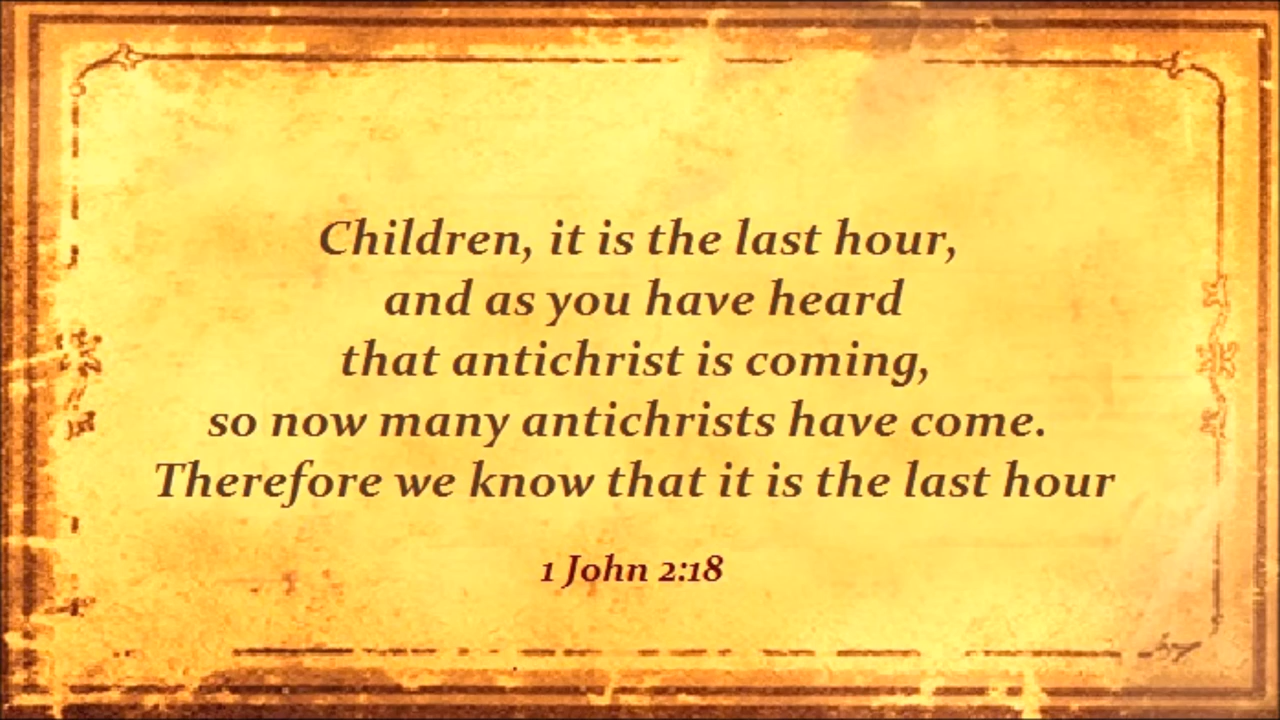 Children, it is the last hour,
and as you have heard
that antichrist is coming,
so now many antichrists have come.
Therefore we know that it is the last hour
1 John 2:18